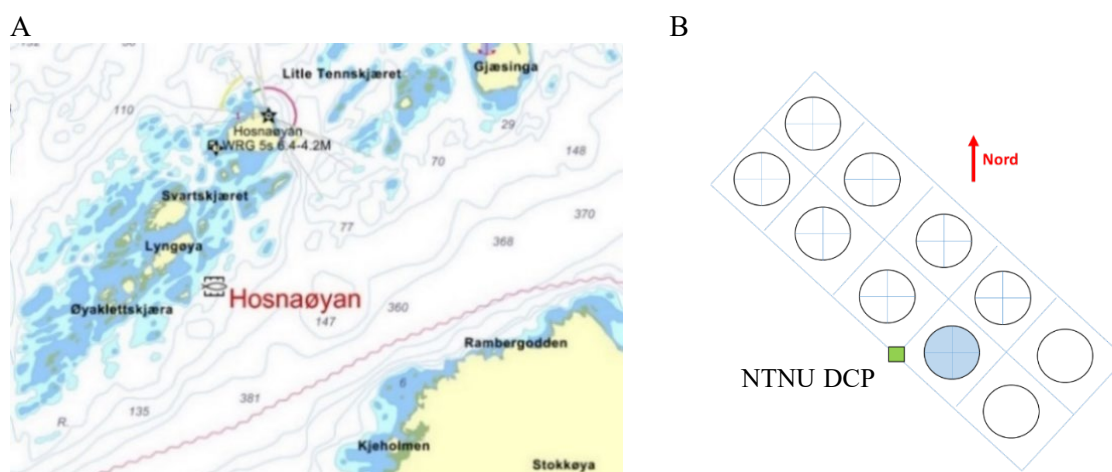 A
B
110
Litle Tennskjæret
Gjæsinga
Hosnaøyan
WRG 5s 6.4-4.2M
29
148
70
Svartskjæret
370
77
368
Lyngøya
Hosnaøyan
Øyaklettskjæra
360
147
Rambergodden
6
381
135
R.
Kjeholmen
Stokkøya
Nord
NTNU DCP